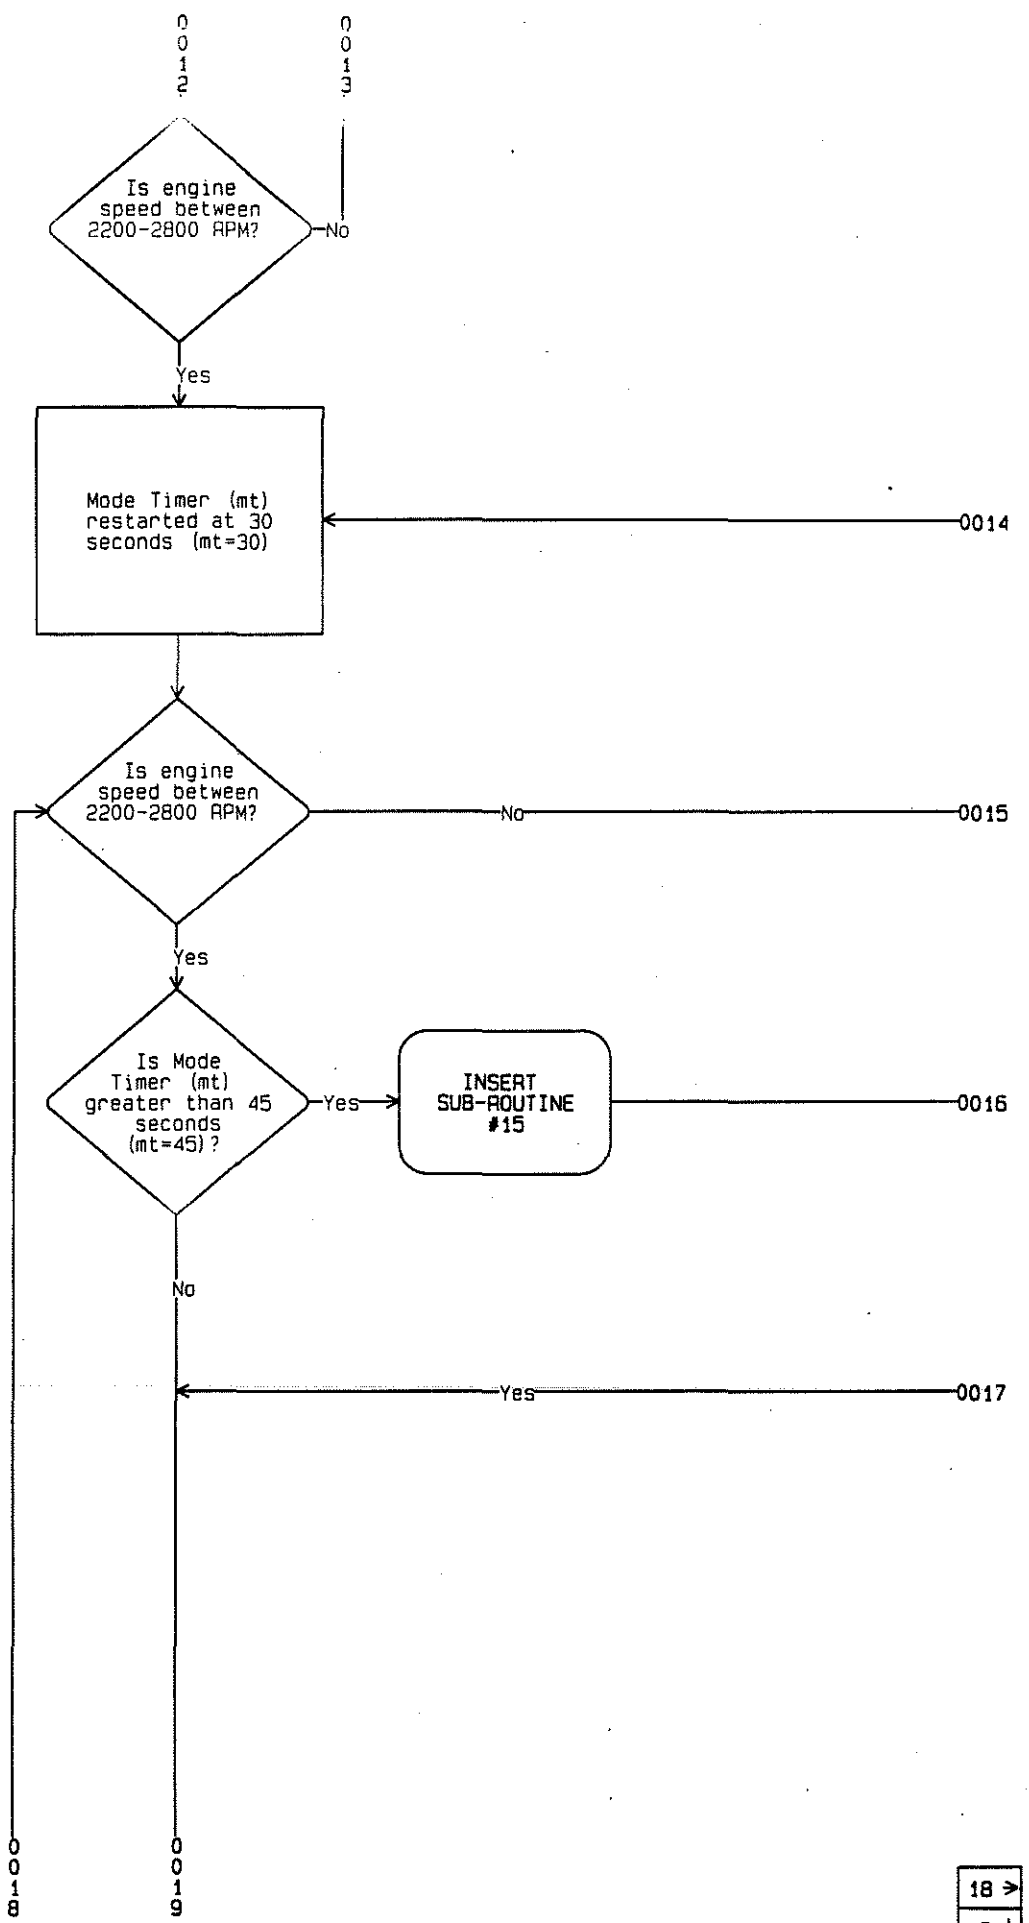 0012
0013
Is engine
speed between
2200-2800 RPM?
No
Yes
Mode Timer (mt)
restarted at 30
seconds (mt=30)
0014
Is engine
speed between
2200-2800 RPM?
No
0015
Yes
Is Mode
Timer (mt)
greater than 45
seconds
(mt=45)?
Yes
INSERT
SUB-ROUTINE
#15
0016
No
Yes
0017
0018
0019
18